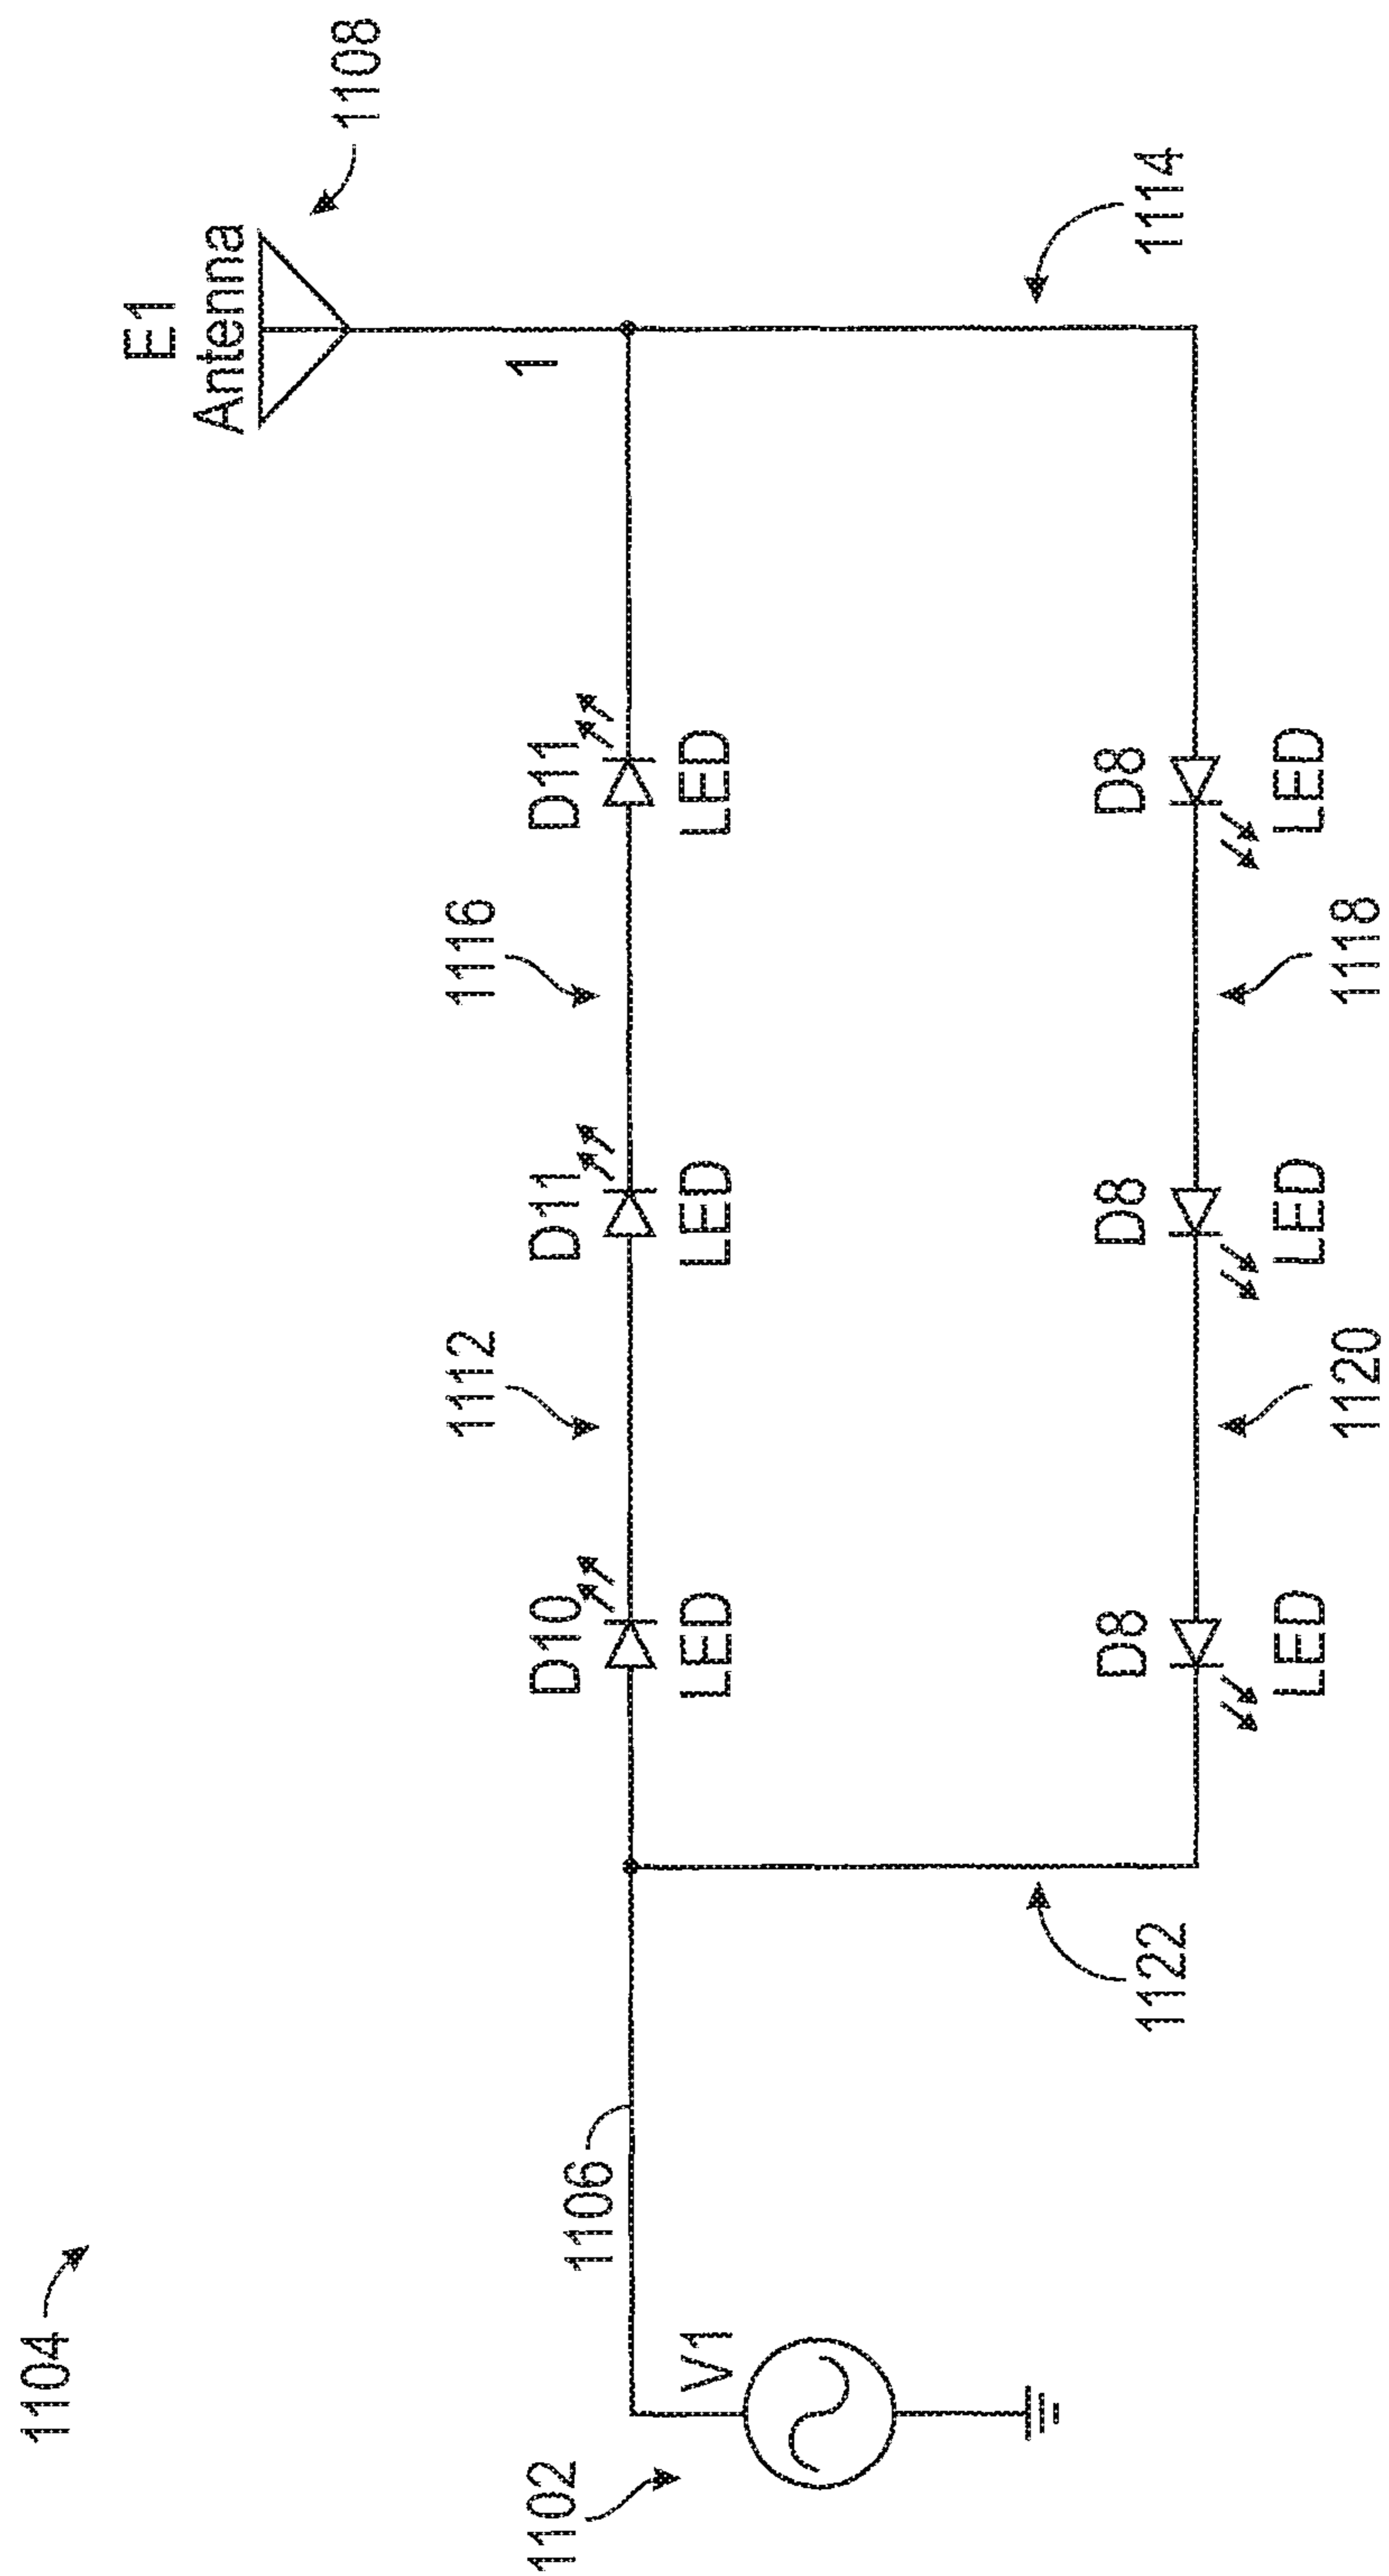 1104
E1
Antenna
1108
1
1116
1112
D10
D11
D11
LED
LED
LED
1106
1102
V1
1122
1114
D8
D8
D8
LED
LED
LED
1120
1118